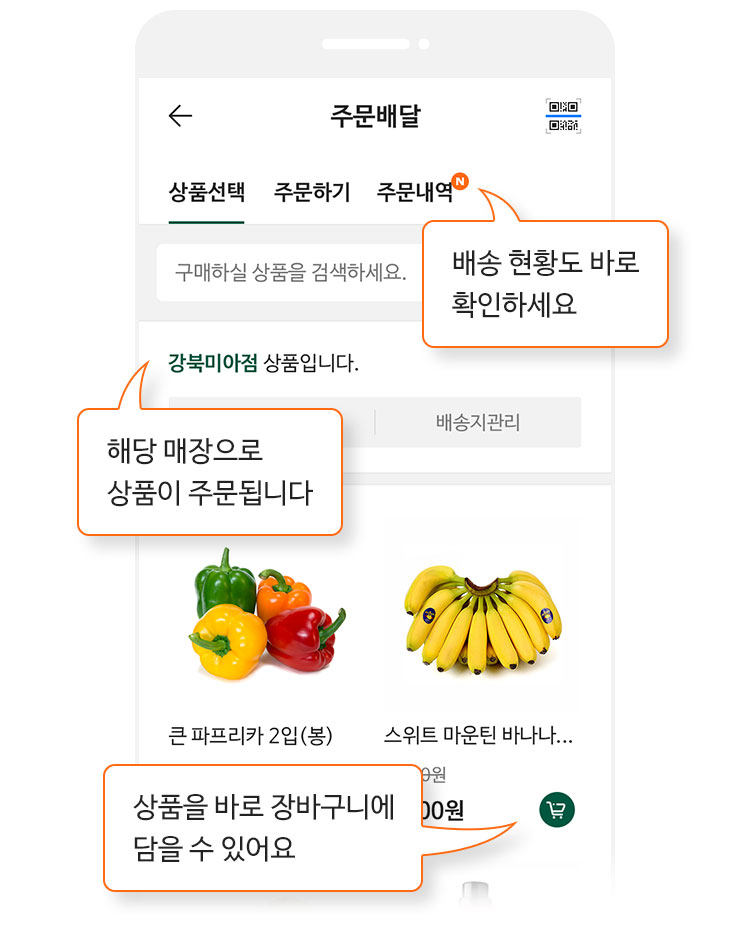 주문배달
상품선택 주문하기 주문내역 N
구매하실 상품을 검색하세요.
배송 현황도 바로
확인하세요
강북미아점 상품입니다.
배송지관리
해당 매장으로
상품이 주문됩니다
큰 파프리카 2입(봉)
스위트 마운틴 바나나...
0원
00원
상품을 바로 장바구니에
담을 수 있어요